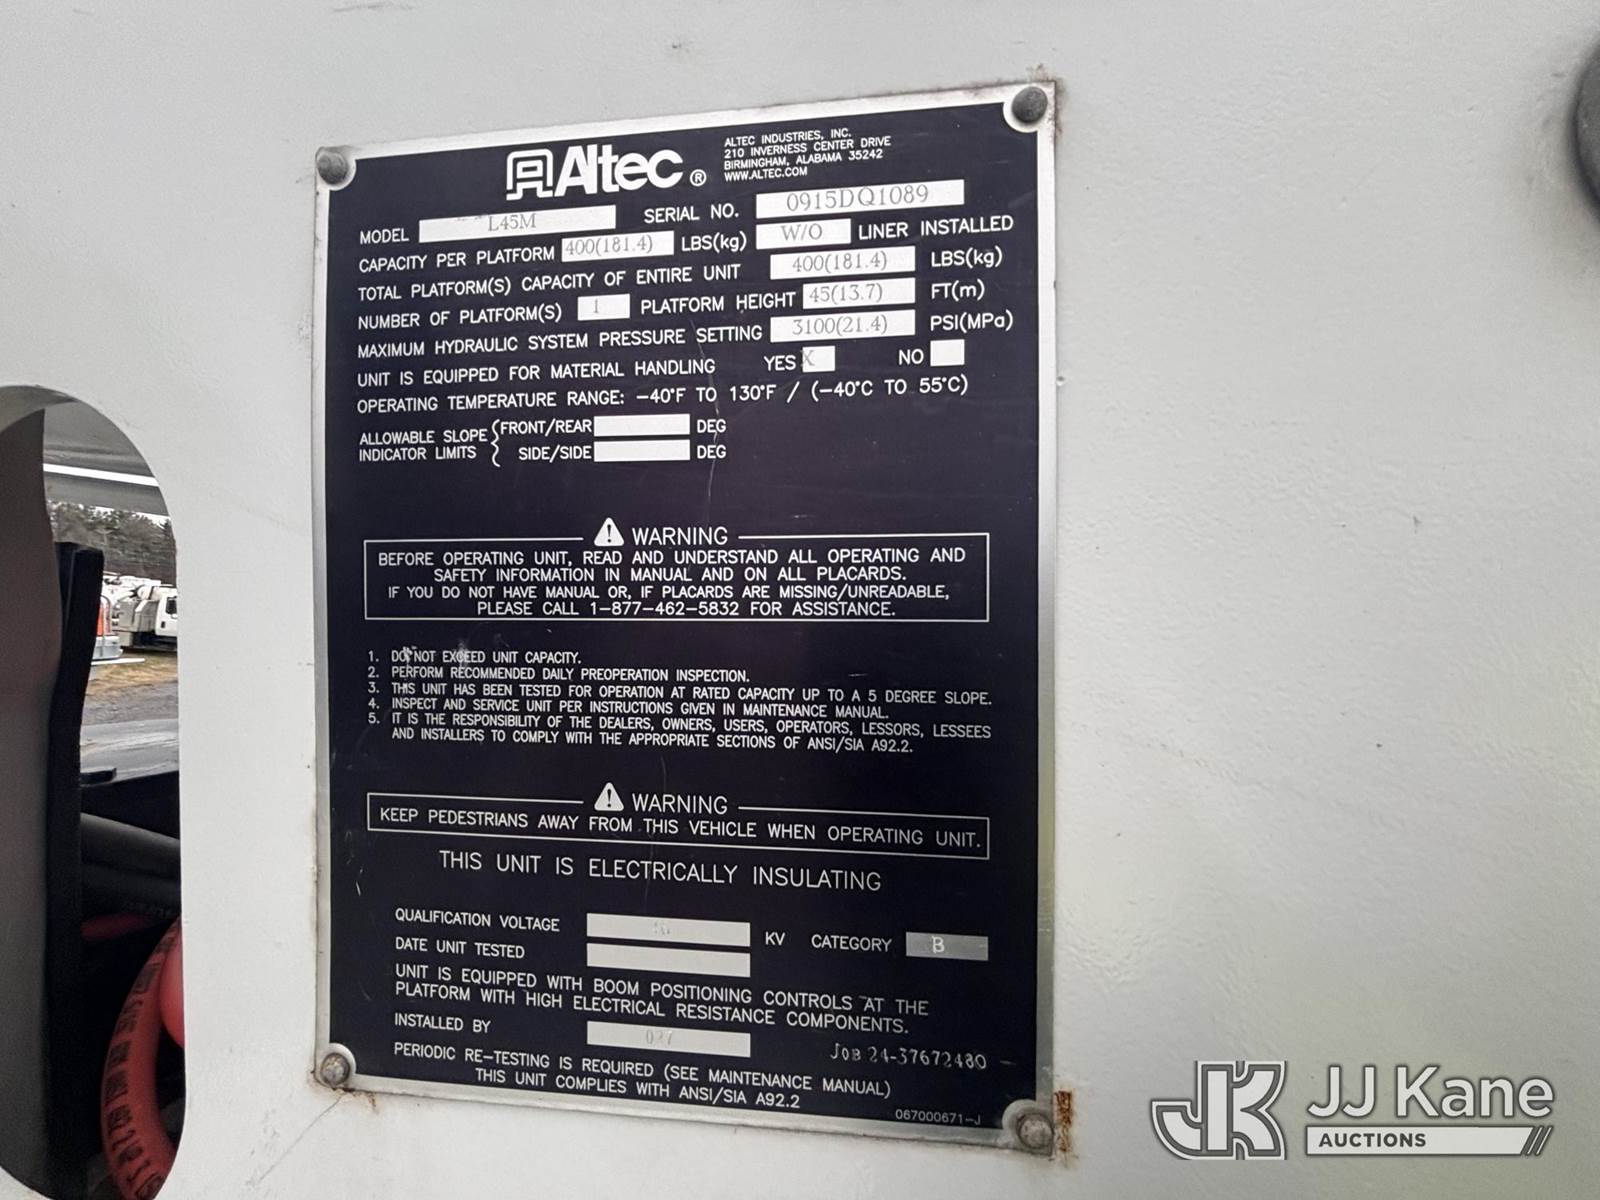 Altec®
ALTEC INDUSTRIES, INC.
210 INVERNESS CENTER DRIVE
BIRMINGHAM, ALABAMA 35242
WWW.ALTEC.COM
MODEL L45M SERIAL NO. 0915DQ1089
CAPACITY PER PLATFORM 400(181.4) LBS(kg) W/O LINER INSTALLED
TOTAL PLATFORM(S) CAPACITY OF ENTIRE UNIT 400(181.4) LBS(kg)
NUMBER OF PLATFORM(S) 1 PLATFORM HEIGHT 45(13.7) FT(m)
MAXIMUM HYDRAULIC SYSTEM PRESSURE SETTING 3100(21.4) PSI(MPa)
UNIT IS EQUIPPED FOR MATERIAL HANDLING YES X NO
OPERATING TEMPERATURE RANGE: -40°F TO 130°F / (-40°C TO 55°C)
ALLOWABLE SLOPE INDICATOR LIMITS { FRONT/REAR DEG
SIDE/SIDE DEG
WARNING
BEFORE OPERATING UNIT, READ AND UNDERSTAND ALL OPERATING AND
SAFETY INFORMATION IN MANUAL AND ON ALL PLACARDS.
IF YOU DO NOT HAVE MANUAL OR, IF PLACARDS ARE MISSING/UNREADABLE,
PLEASE CALL 1-877-462-5832 FOR ASSISTANCE.
1. DO NOT EXCEED UNIT CAPACITY.
2. PERFORM RECOMMENDED DAILY PREOPERATION INSPECTION.
3. THIS UNIT HAS BEEN TESTED FOR OPERATION AT RATED CAPACITY UP TO A 5 DEGREE SLOPE.
4. INSPECT AND SERVICE UNIT PER INSTRUCTIONS GIVEN IN MAINTENANCE MANUAL.
5. IT IS THE RESPONSIBILITY OF THE DEALERS, OWNERS, USERS, OPERATORS, LESSORS, LESSEES
AND INSTALLERS TO COMPLY WITH THE APPROPRIATE SECTIONS OF ANSI/SIA A92.2.
WARNING
KEEP PEDESTRIANS AWAY FROM THIS VEHICLE WHEN OPERATING UNIT.
THIS UNIT IS ELECTRICALLY INSULATING
QUALIFICATION VOLTAGE KV CATEGORY B
DATE UNIT TESTED
UNIT IS EQUIPPED WITH BOOM POSITIONING CONTROLS AT THE
PLATFORM WITH HIGH ELECTRICAL RESISTANCE COMPONENTS.
INSTALLED BY 027 JOB 24-37672480
PERIODIC RE-TESTING IS REQUIRED (SEE MAINTENANCE MANUAL)
THIS UNIT COMPLIES WITH ANSI/SIA A92.2
067000671-J
JK JJ Kane
AUCTIONS